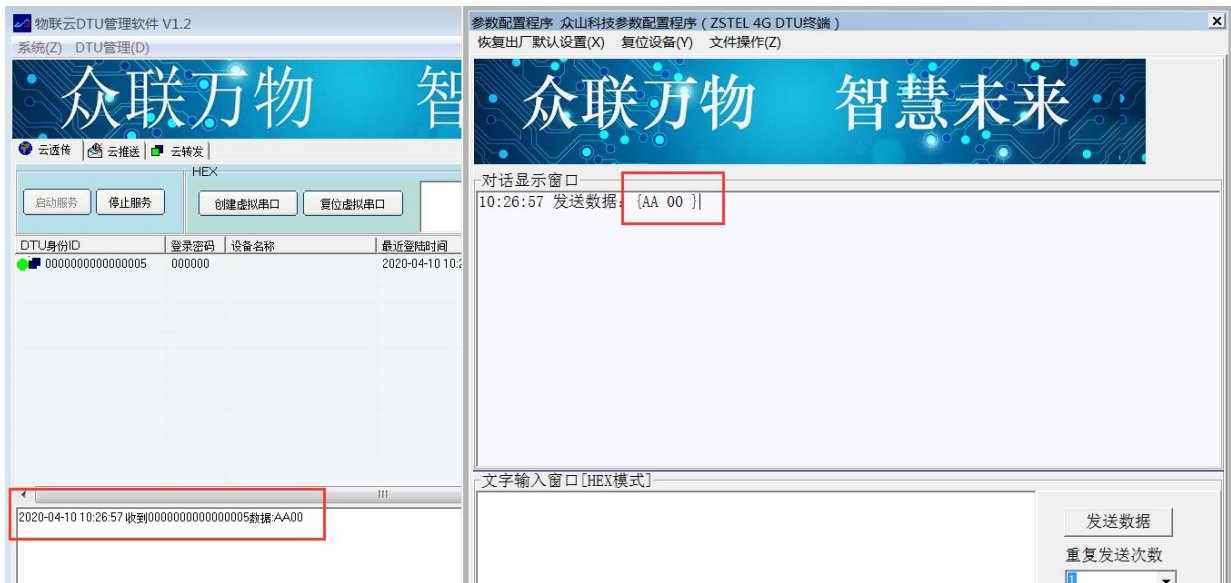 物联云DTU管理软件 V1.2
系统(Z) DTU管理(D)
众联万物 智
云透传 云推送 云转发
HEX
启动服务 停止服务 创建虚拟串口 复位虚拟串口
DTU身份ID 登录密码 设备名称 最近登陆时间
0000000000000005 000000 2020-04-10 10:2
2020-04-10 10:26:57 收到0000000000000005数据:AA00
参数配置程序 众山科技参数配置程序 ( ZSTEL 4G DTU终端 )
恢复出厂默认设置(X) 复位设备(Y) 文件操作(Z)
众联万物 智慧未来
对话显示窗口
10:26:57 发送数据: {AA 00 }
文字输入窗口[HEX模式]
发送数据
重复发送次数
1